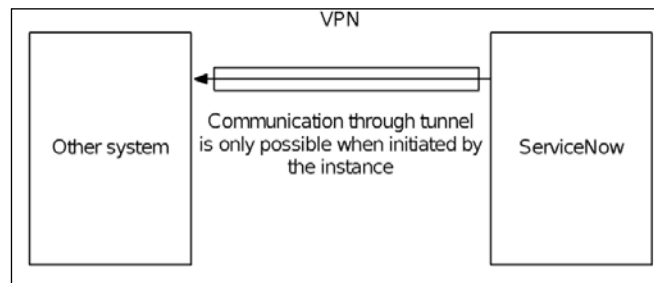 VPN
Other system
Communication through tunnel
is only possible when initiated by
the instance
ServiceNow